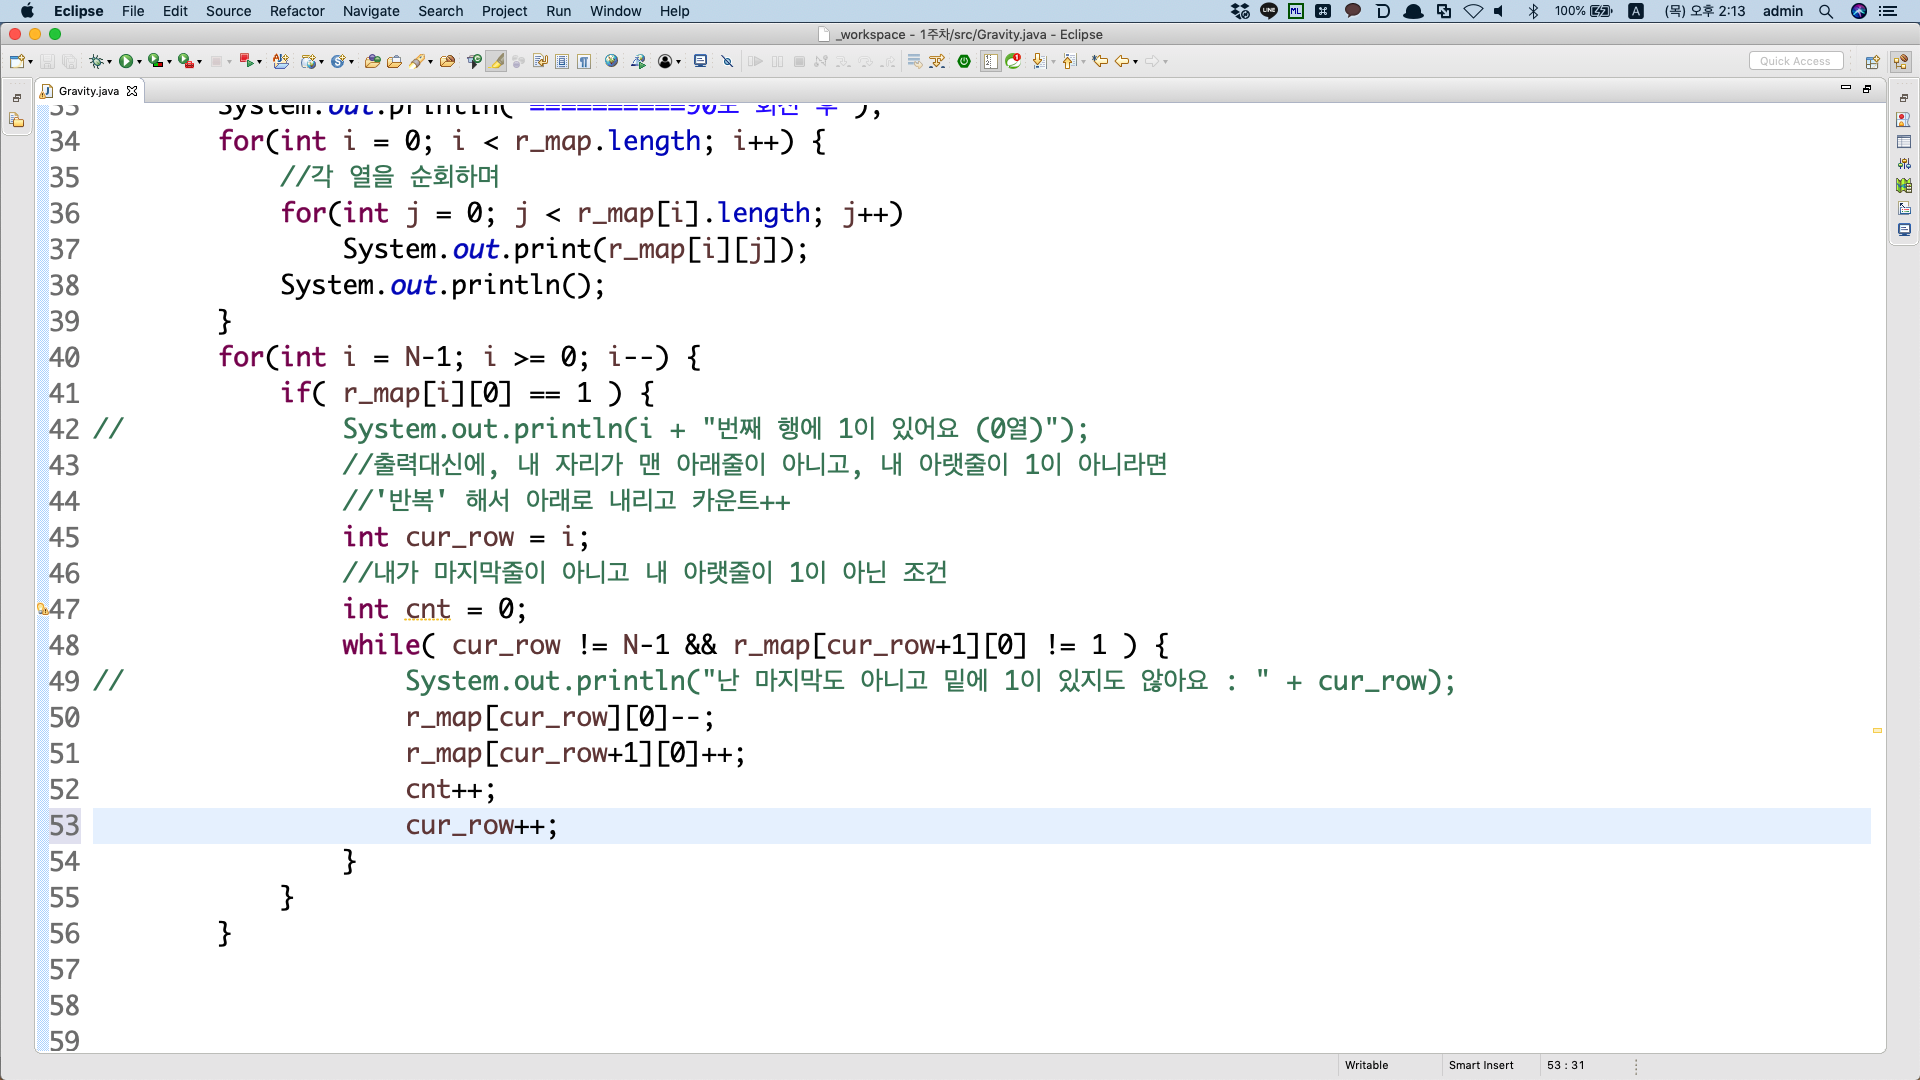 Eclipse File Edit Source Refactor Navigate Search Project Run Window Help 100% A (목) 오후 2:13 admin
_workspace - 1주차/src/Gravity.java - Eclipse
Quick Access
Gravity.java
33 System.out.println("==========90도 회전 후");
34 for(int i = 0; i < r_map.length; i++) {
35 //각 열을 순회하며
36 for(int j = 0; j < r_map[i].length; j++)
37 System.out.print(r_map[i][j]);
38 System.out.println();
39 }
40 for(int i = N-1; i >= 0; i--) {
41 if( r_map[i][0] == 1 ) {
42 // System.out.println(i + "번째 행에 1이 있어요 (0열)");
43 //출력대신에, 내 자리가 맨 아래줄이 아니고, 내 아랫줄이 1이 아니라면
44 //'반복' 해서 아래로 내리고 카운트++
45 int cur_row = i;
46 //내가 마지막줄이 아니고 내 아랫줄이 1이 아닌 조건
47 int cnt = 0;
48 while( cur_row != N-1 && r_map[cur_row+1][0] != 1 ) {
49 // System.out.println("난 마지막도 아니고 밑에 1이 있지도 않아요 : " + cur_row);
50 r_map[cur_row][0]--;
51 r_map[cur_row+1][0]++;
52 cnt++;
53 cur_row++;
54 }
55 }
56 }
57
58
59
Writable Smart Insert 53 : 31